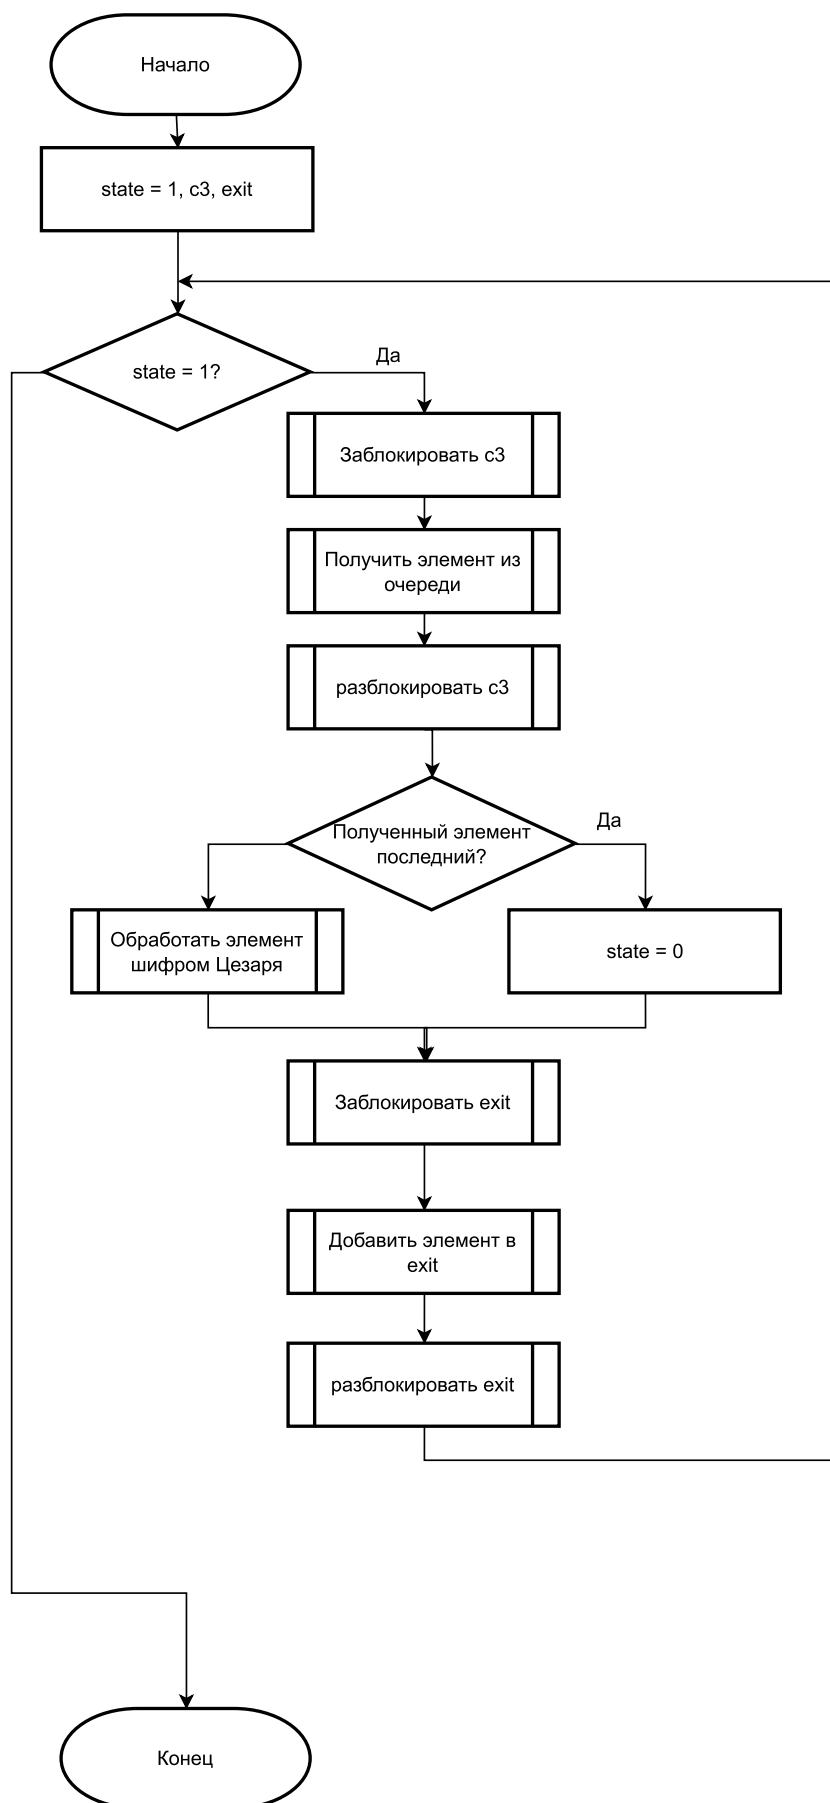 Начало
state = 1, c3, exit
state = 1?
Да
Заблокировать c3
Получить элемент из
очереди
разблокировать c3
Полученный элемент
последний?
Да
Обработать элемент
шифром Цезаря
state = 0
Заблокировать exit
Добавить элемент в
exit
разблокировать exit
Конец